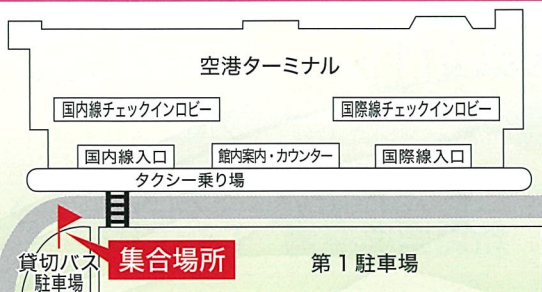 空港ターミナル
国内線チェックインロビー
国際線チェックインロビー
国内線入口
館内案内・カウンター
国際線入口
タクシー乗り場
貸切バス
駐車場
集合場所
第1駐車場